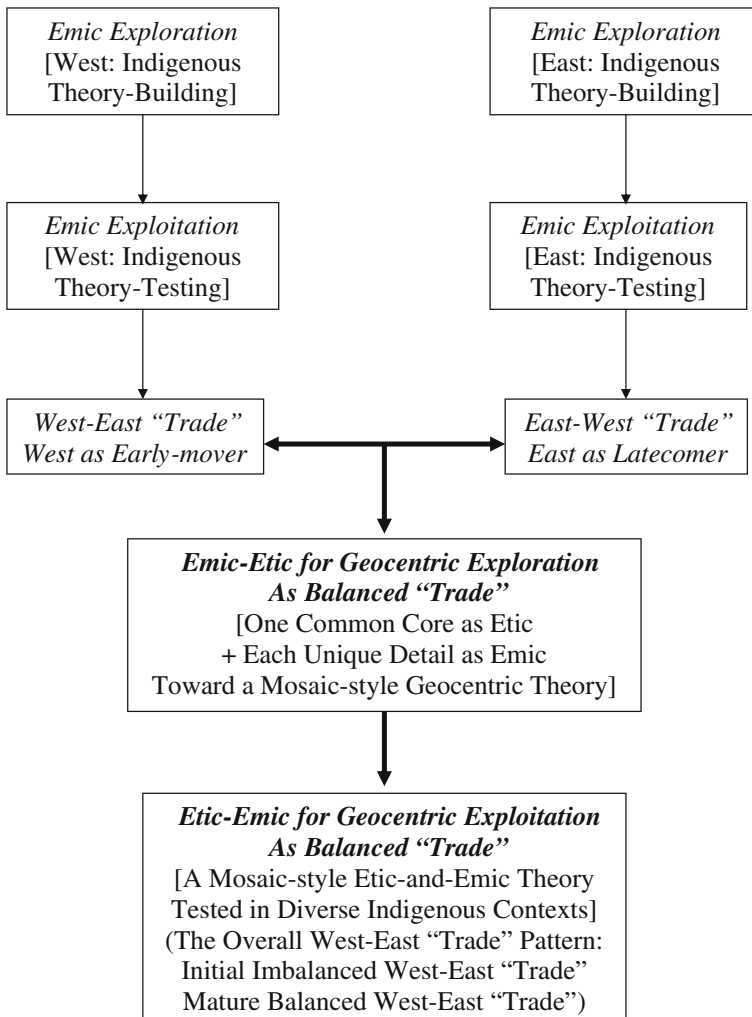 Emic Exploration
[West: Indigenous
Theory-Building]
Emic Exploration
[East: Indigenous
Theory-Building]
Emic Exploitation
[West: Indigenous
Theory-Testing]
Emic Exploitation
[East: Indigenous
Theory-Testing]
West-East “Trade”
West as Early-mover
East-West “Trade”
East as Latecomer
Emic-Etic for Geocentric Exploration
As Balanced “Trade”
[One Common Core as Etic
+ Each Unique Detail as Emic
Toward a Mosaic-style Geocentric Theory]
Etic-Emic for Geocentric Exploitation
As Balanced “Trade”
[A Mosaic-style Etic-and-Emic Theory
Tested in Diverse Indigenous Contexts]
(The Overall West-East “Trade” Pattern:
Initial Imbalanced West-East “Trade”
Mature Balanced West-East “Trade”)